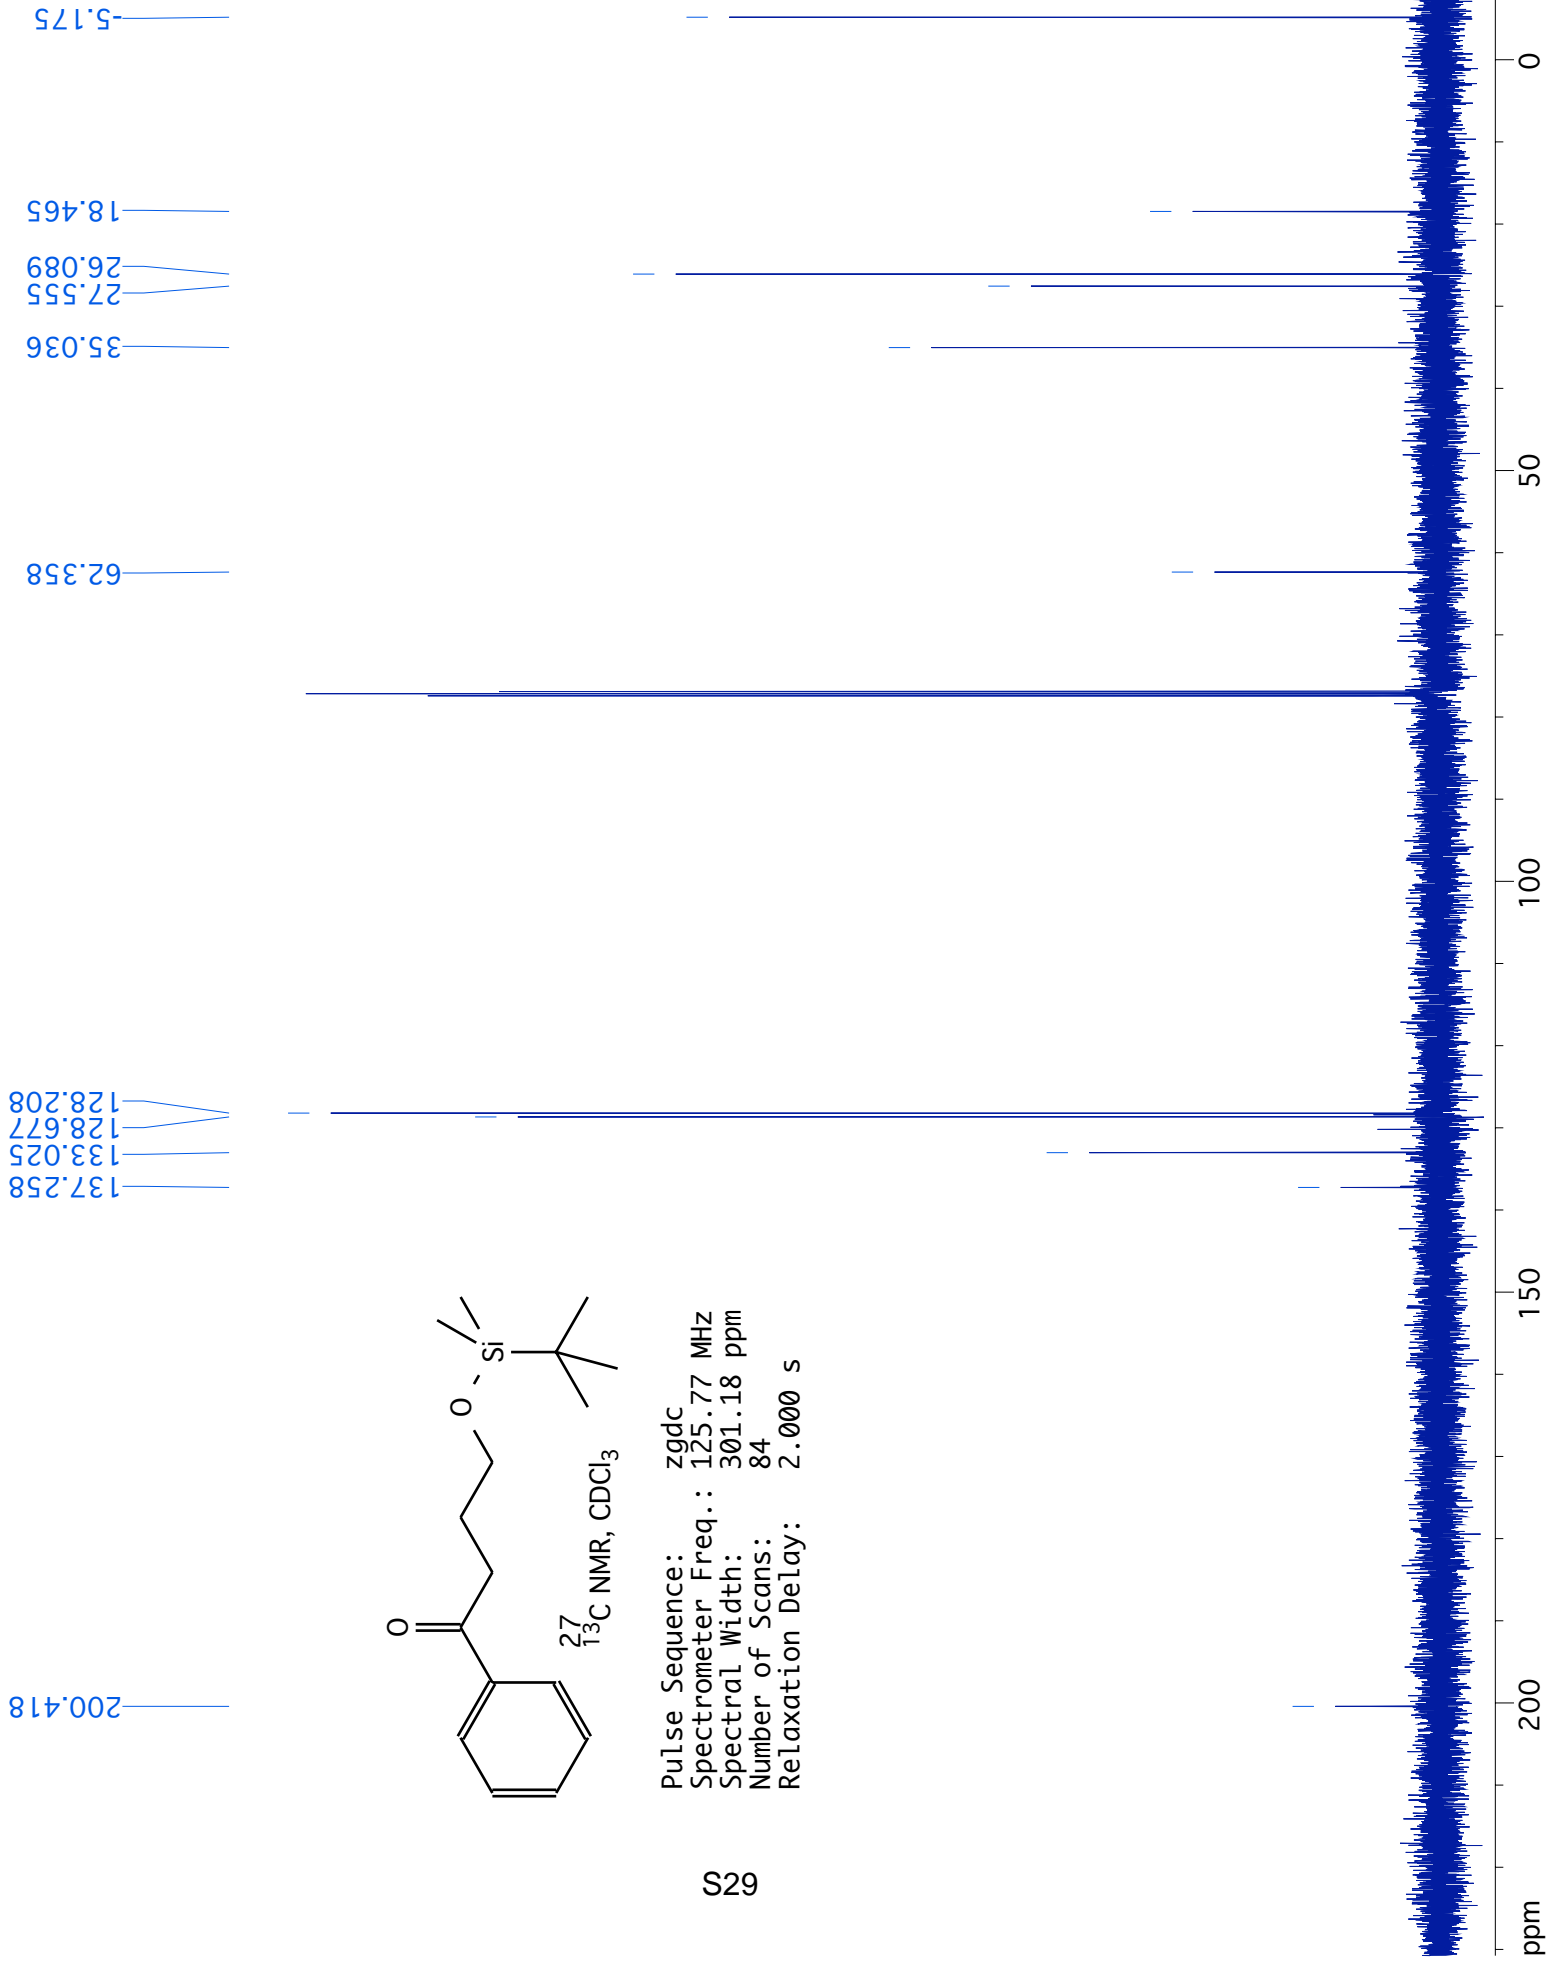 200.418
137.258
133.025
128.677
128.208
62.358
35.036
27.555
26.089
18.465
-5.175
O
O
Si
27
13C NMR, CDCl3
Pulse Sequence: zgdc
Spectrometer Freq.: 125.77 MHz
Spectral Width: 301.18 ppm
Number of Scans: 84
Relaxation Delay: 2.000 s
ppm 200 150 100 50 0
S29